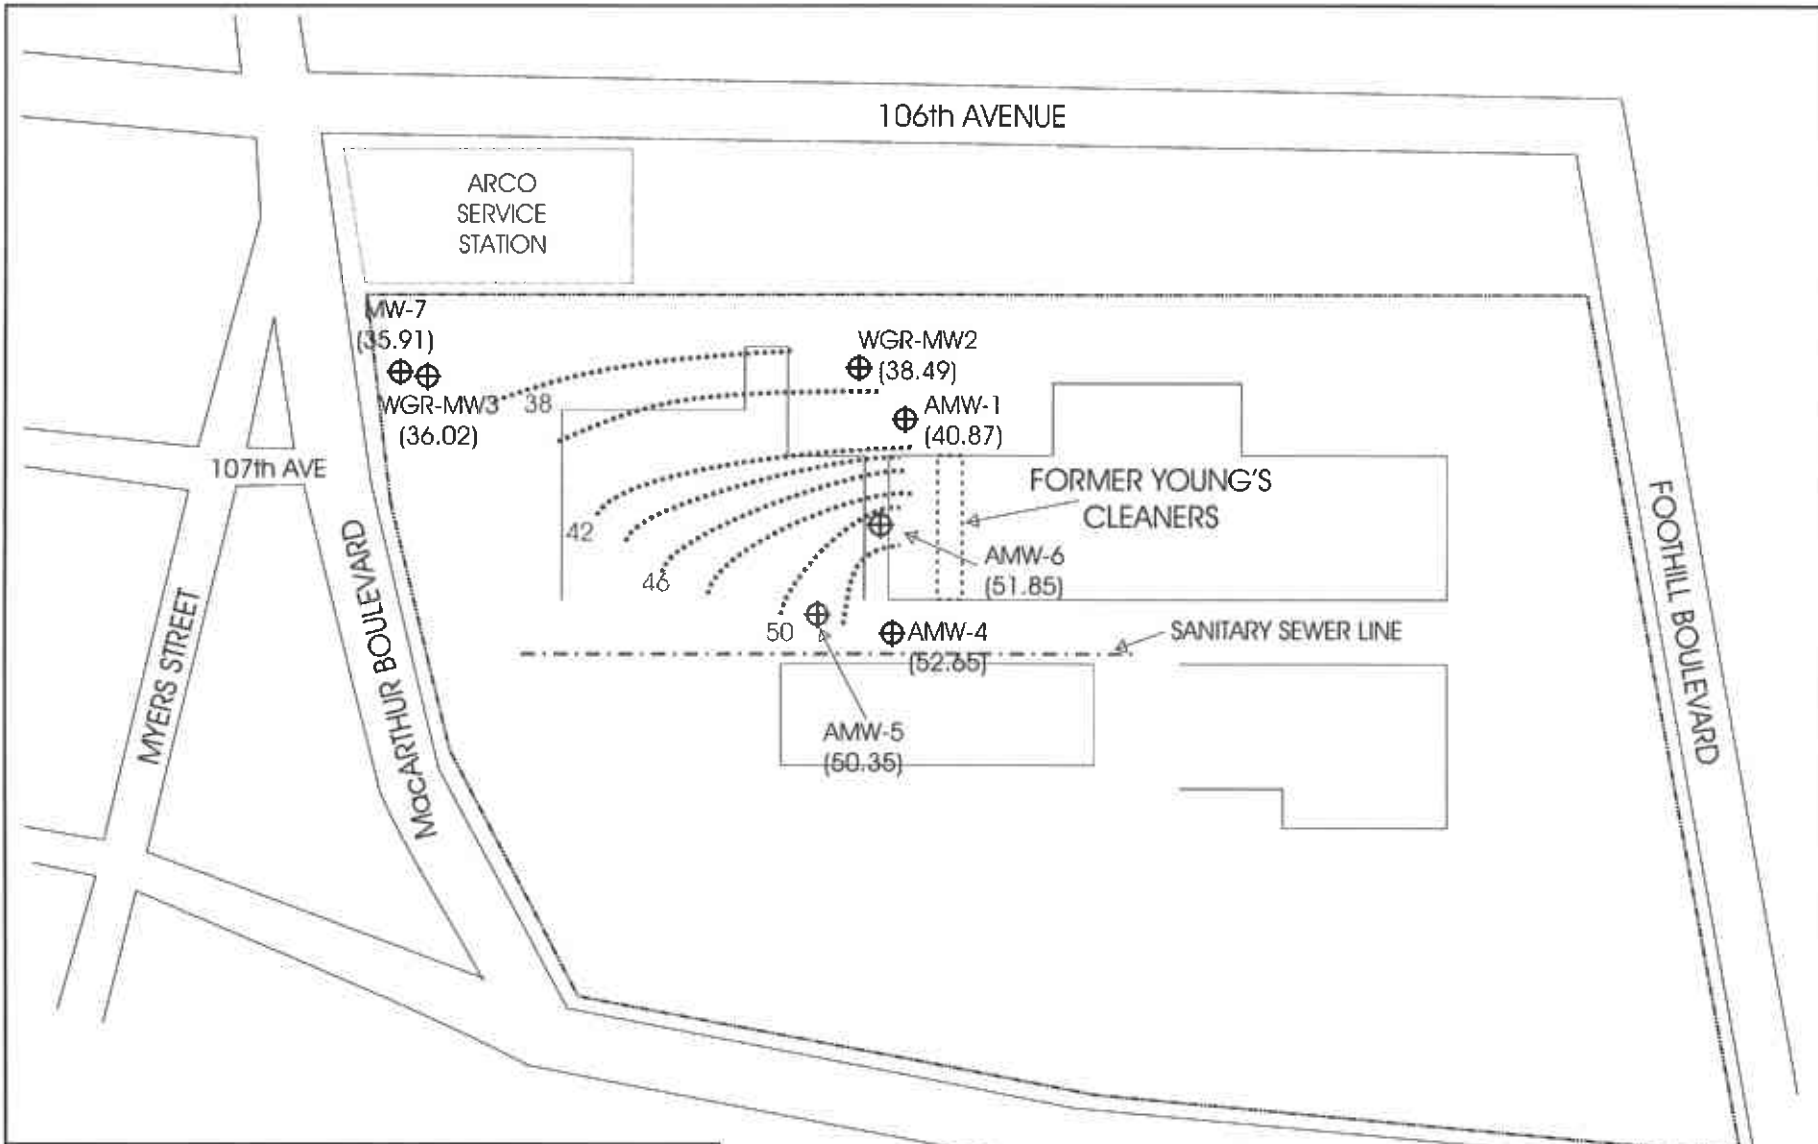 106th AVENUE
ARCO
SERVICE
STATION
MW-7
(35.91)
WGR-MW2
(38.49)
WGR-MW3
(36.02)
38
AMW-1
(40.87)
107th AVE
FORMER YOUNG'S
CLEANERS
42
46
AMW-6
(51.85)
50
AMW-4
(52.65)
SANITARY SEWER LINE
AMW-5
(50.35)
MYERS STREET
MacARTHUR BOULEVARD
FOOTHILL BOULEVARD